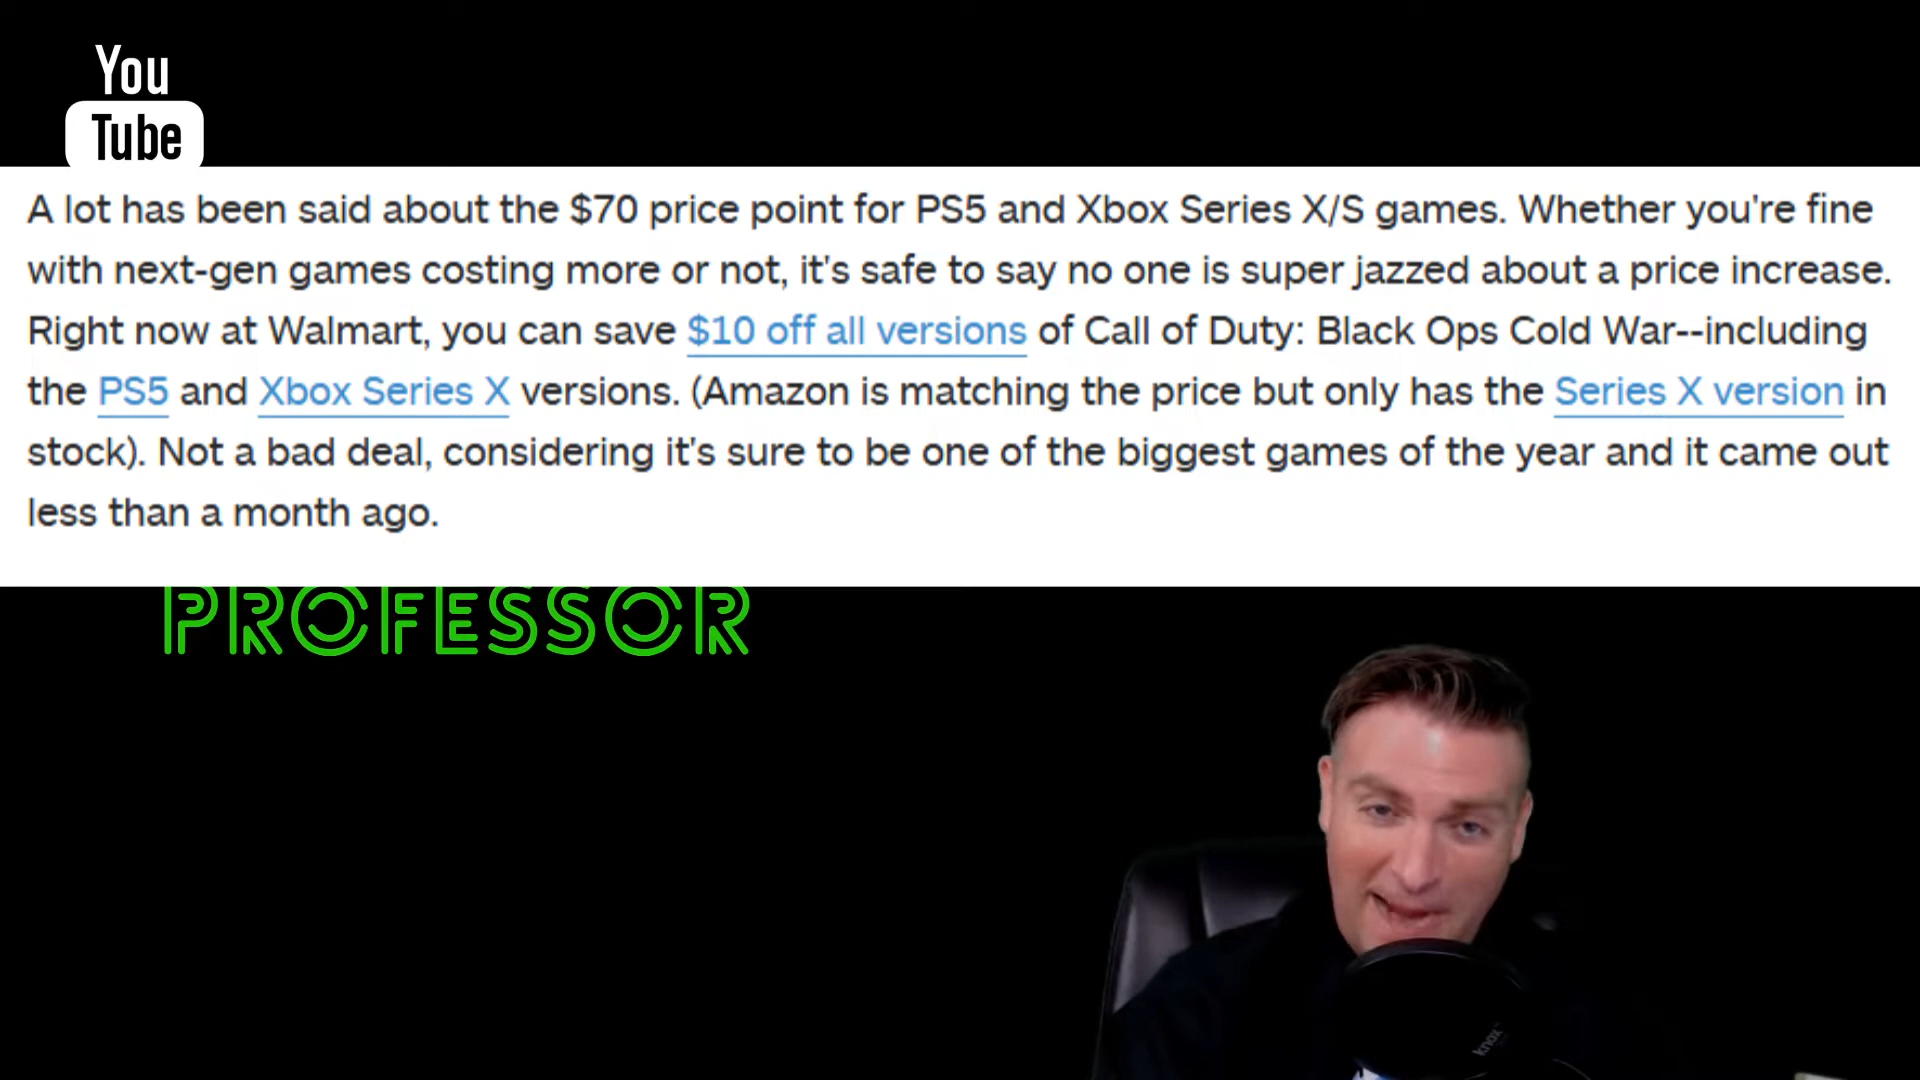 You
Tube
A lot has been said about the $70 price point for PS5 and Xbox Series X/S games. Whether you're fine
with next-gen games costing more or not, it's safe to say no one is super jazzed about a price increase.
Right now at Walmart, you can save $10 off all versions of Call of Duty: Black Ops Cold War--including
the PS5 and Xbox Series X versions. (Amazon is matching the price but only has the Series X version in
stock). Not a bad deal, considering it's sure to be one of the biggest games of the year and it came out
less than a month ago.
PROFESSOR
knox